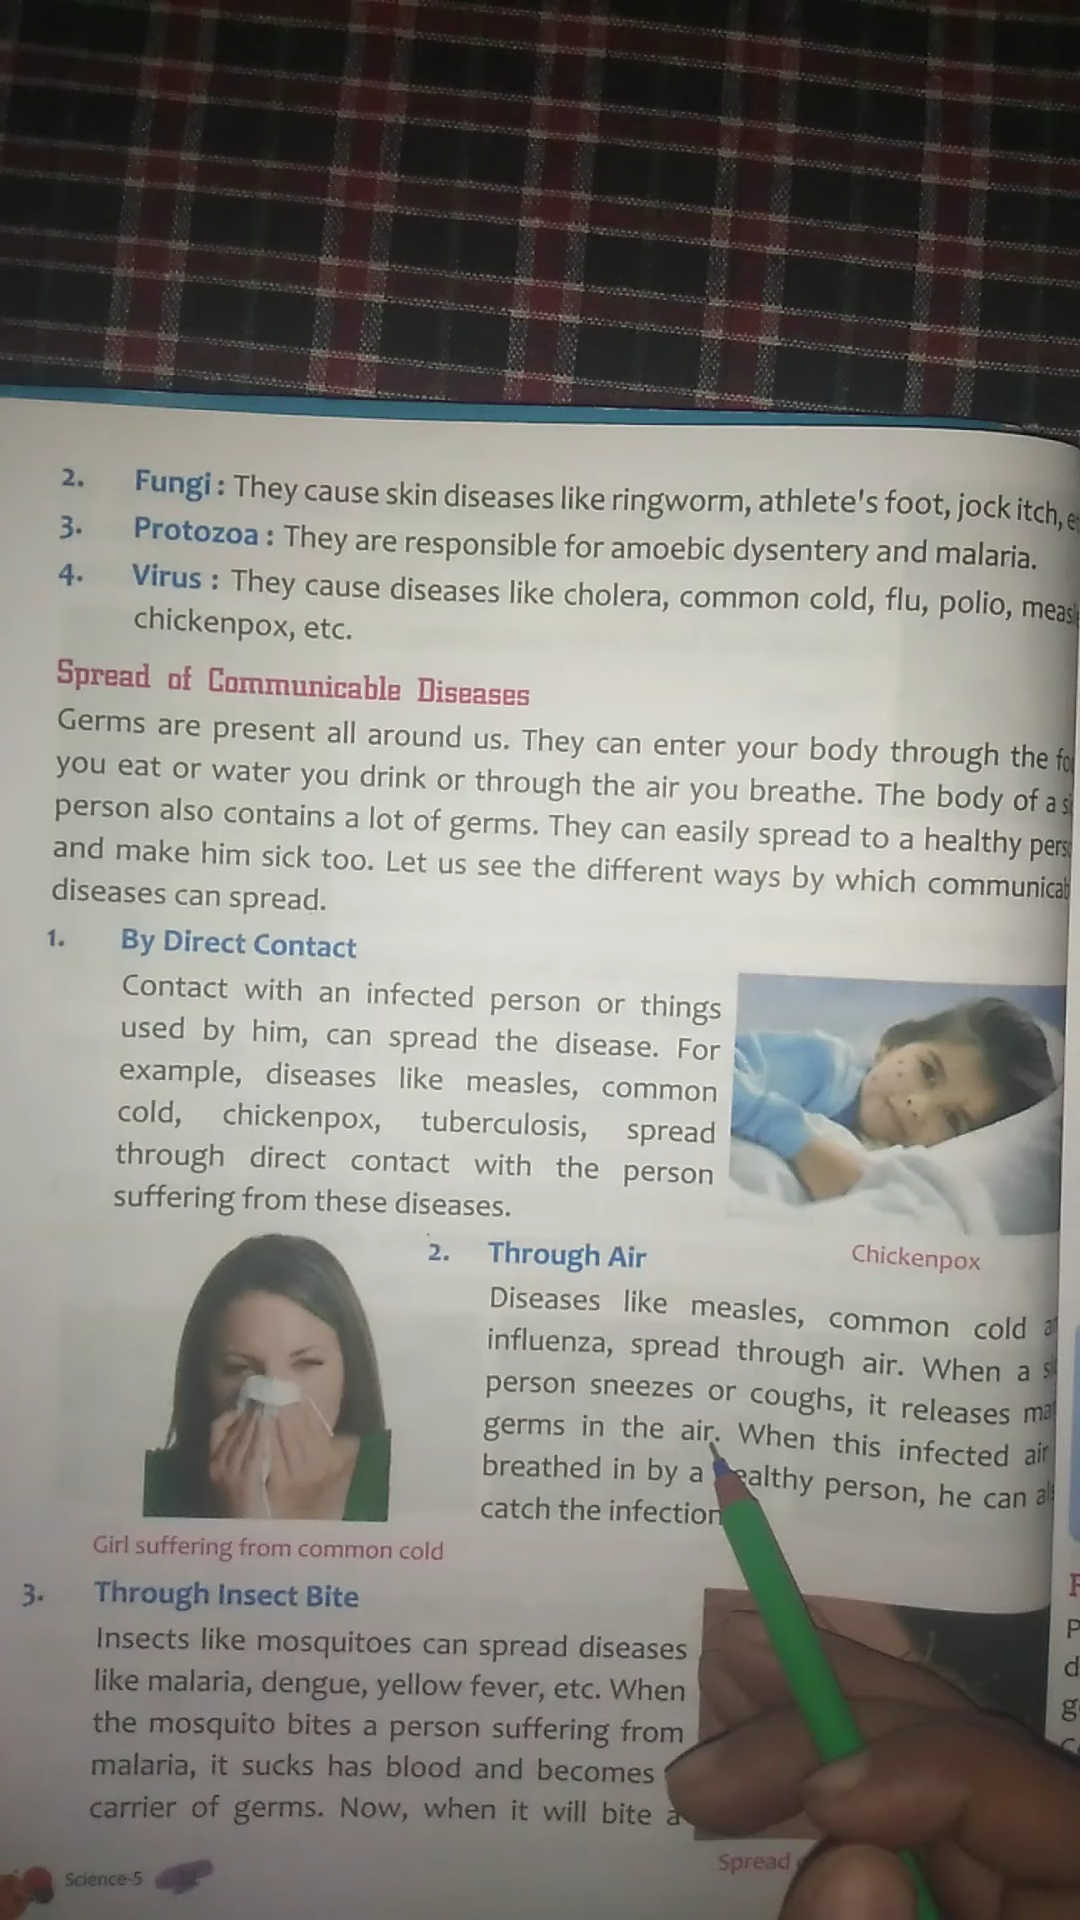 2. Fungi : They cause skin diseases like ringworm, athlete's foot, jock itch,
3. Protozoa : They are responsible for amoebic dysentery and malaria.
4. Virus : They cause diseases like cholera, common cold, flu, polio,
chickenpox, etc.
Spread of Communicable Diseases
Germs are present all around us. They can enter your body through the
you eat or water you drink or through the air you breathe. The body of a
person also contains a lot of germs. They can easily spread to a healthy
and make him sick too. Let us see the different ways by which
diseases can spread.
1. By Direct Contact
Contact with an infected person or things
used by him, can spread the disease. For
example, diseases like measles, common
cold, chickenpox, tuberculosis, spread
through direct contact with the person
suffering from these diseases.
Chickenpox
2. Through Air
Diseases like measles, common cold
influenza, spread through air. When a
person sneezes or coughs, it releases
germs in the air. When this infected air
breathed in by a healthy person, he can
catch the infection
Girl suffering from common cold
3. Through Insect Bite
Insects like mosquitoes can spread diseases
like malaria, dengue, yellow fever, etc. When
the mosquito bites a person suffering from
malaria, it sucks has blood and becomes
carrier of germs. Now, when it will bite a
Spread
Science-5